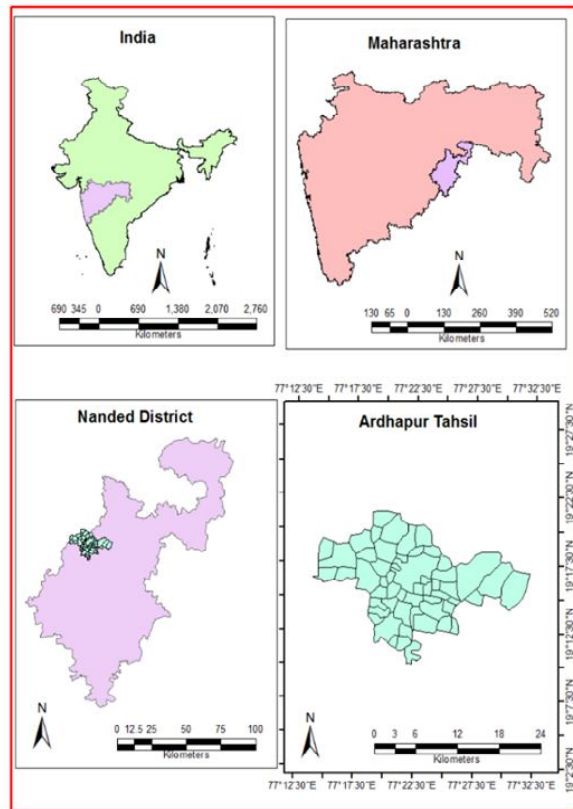 India
N
690 345 0 690 1,380 2,070 2,760
Kilometers
Maharashtra
N
130 65 0 130 260 390 520
Kilometers
Nanded District
N
0 12.5 25 50 75 100
Kilometers
77°12'30"E 77°17'30"E 77°22'30"E 77°27'30"E 77°32'30"E
Ardhapur Tahsil
19°27'30"N
19°22'30"N
19°17'30"N
19°12'30"N
19°7'30"N
19°2'30"N
N
0 3 6 12 18 24
Kilometers
77°12'30"E 77°17'30"E 77°22'30"E 77°27'30"E 77°32'30"E